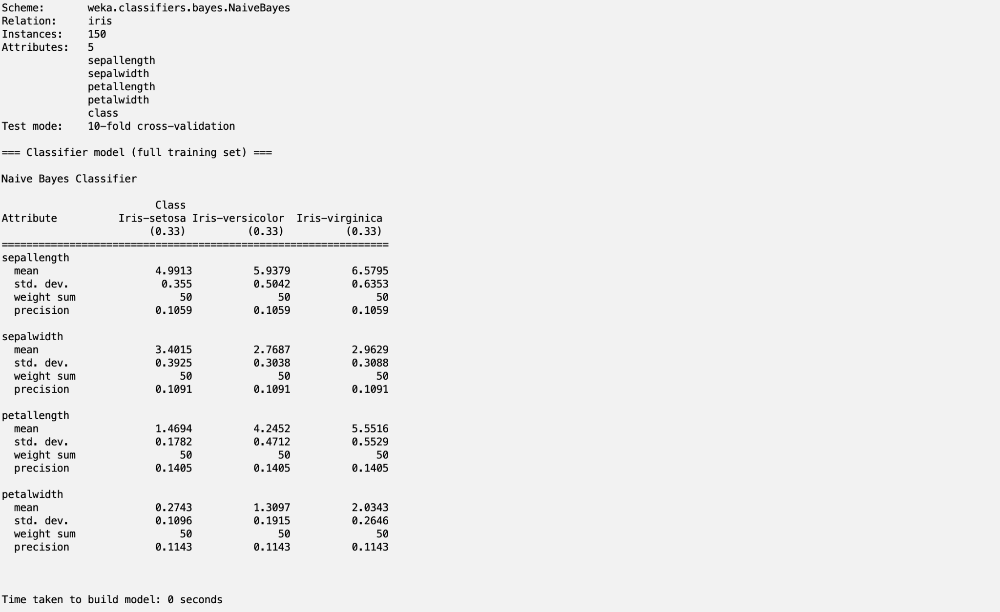 Scheme:       weka.classifiers.bayes.NaiveBayes
Relation:     iris
Instances:    150
Attributes:   5
              sepallength
              sepalwidth
              petallength
              petalwidth
              class
Test mode:    10-fold cross-validation

=== Classifier model (full training set) ===

Naive Bayes Classifier

                         Class
Attribute          Iris-setosa Iris-versicolor  Iris-virginica
                        (0.33)          (0.33)          (0.33)
===============================================================
sepallength
  mean                   4.9913          5.9379          6.5795
  std. dev.               0.355          0.5042          0.6353
  weight sum                 50              50              50
  precision              0.1059          0.1059          0.1059

sepalwidth
  mean                   3.4015          2.7687          2.9629
  std. dev.              0.3925          0.3038          0.3088
  weight sum                 50              50              50
  precision              0.1091          0.1091          0.1091

petallength
  mean                   1.4694          4.2452          5.5516
  std. dev.              0.1782          0.4712          0.5529
  weight sum                 50              50              50
  precision              0.1405          0.1405          0.1405

petalwidth
  mean                   0.2743          1.3097          2.0343
  std. dev.              0.1096          0.1915          0.2646
  weight sum                 50              50              50
  precision              0.1143          0.1143          0.1143

Time taken to build model: 0 seconds